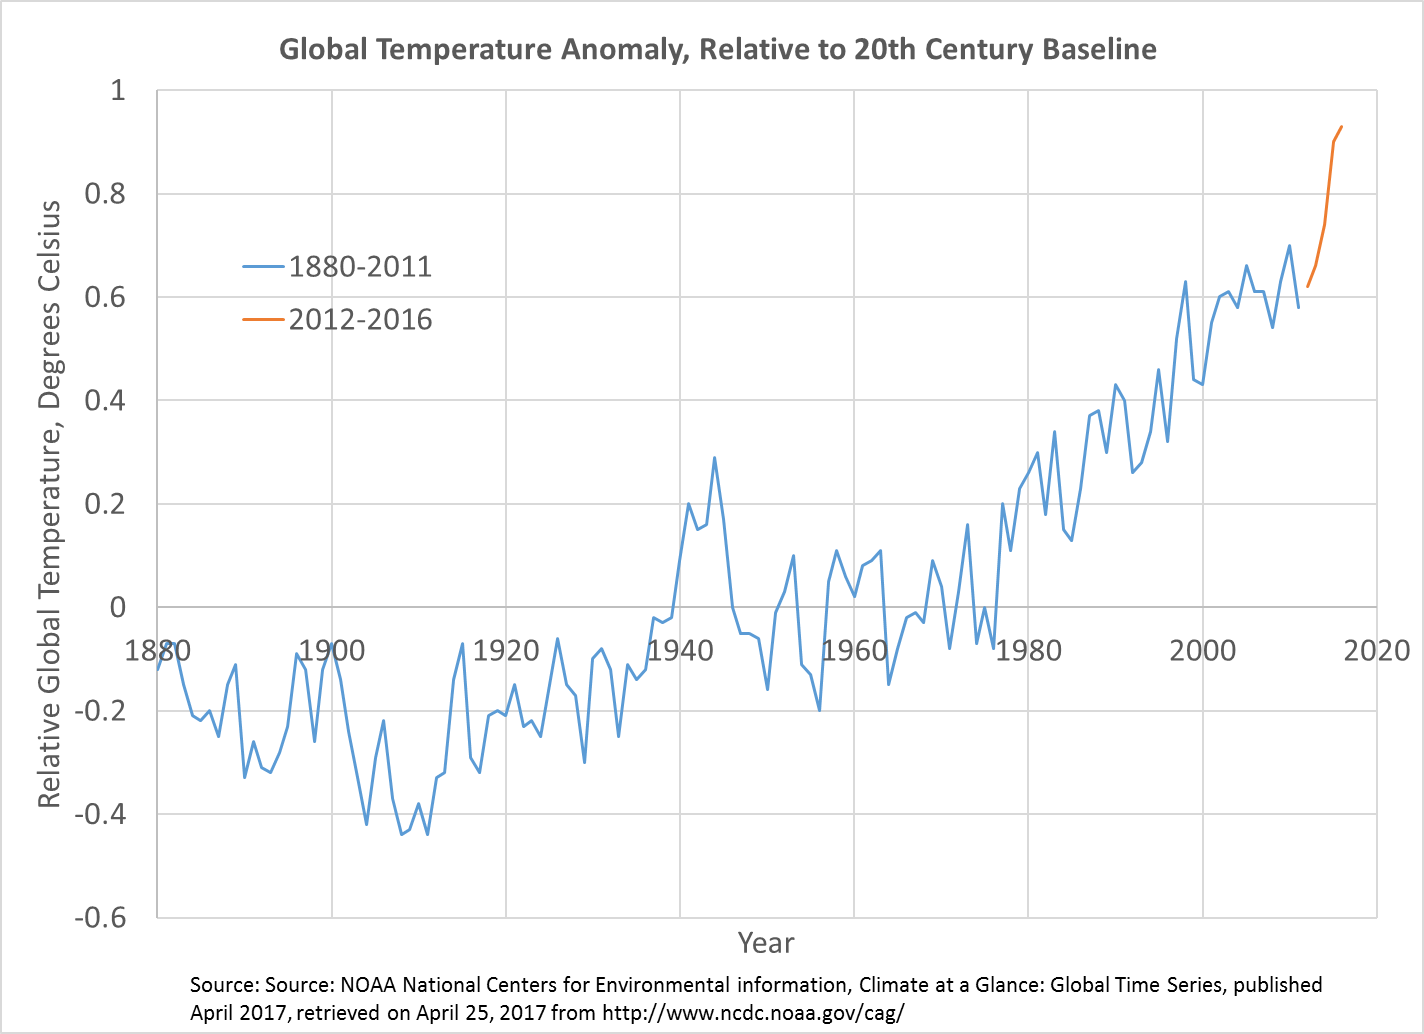 Global Temperature Anomaly, Relative to 20th Century Baseline
Relative Global Temperature, Degrees Celsius
1
0.8
0.6
0.4
0.2
0
-0.2
-0.4
-0.6
1880-2011
2012-2016
1880 1900 1920 1940 1960 1980 2000 2020
Year
Source: Source: NOAA National Centers for Environmental information, Climate at a Glance: Global Time Series, published
April 2017, retrieved on April 25, 2017 from http://www.ncdc.noaa.gov/cag/